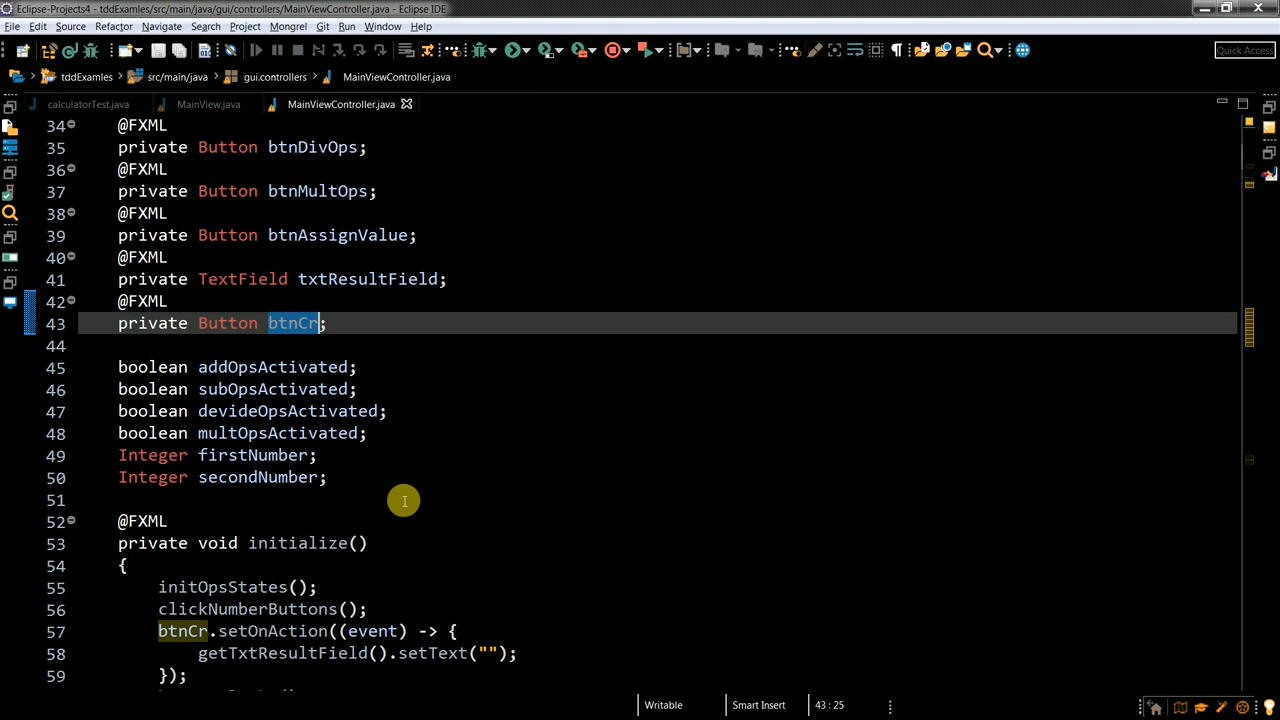 Eclipse-Projects4 - tddExamles/src/main/java/gui/controllers/MainViewController.java - Eclipse IDE
File Edit Source Refactor Navigate Search Project Mongrel Git Run Window Help
Quick Access
tddExamles src/main/java gui.controllers MainViewController.java
calculatorTest.java MainView.java MainViewController.java
34 @FXML
35 private Button btnDivOps;
36 @FXML
37 private Button btnMultOps;
38 @FXML
39 private Button btnAssignValue;
40 @FXML
41 private TextField txtResultField;
42 @FXML
43 private Button btnCr;
44
45 boolean addOpsActivated;
46 boolean subOpsActivated;
47 boolean devideOpsActivated;
48 boolean multOpsActivated;
49 Integer firstNumber;
50 Integer secondNumber;
51
52 @FXML
53 private void initialize()
54 {
55 initOpsStates();
56 clickNumberButtons();
57 btnCr.setOnAction((event) -> {
58 getTxtResultField().setText("");
59 });
Writable Smart Insert 43 : 25